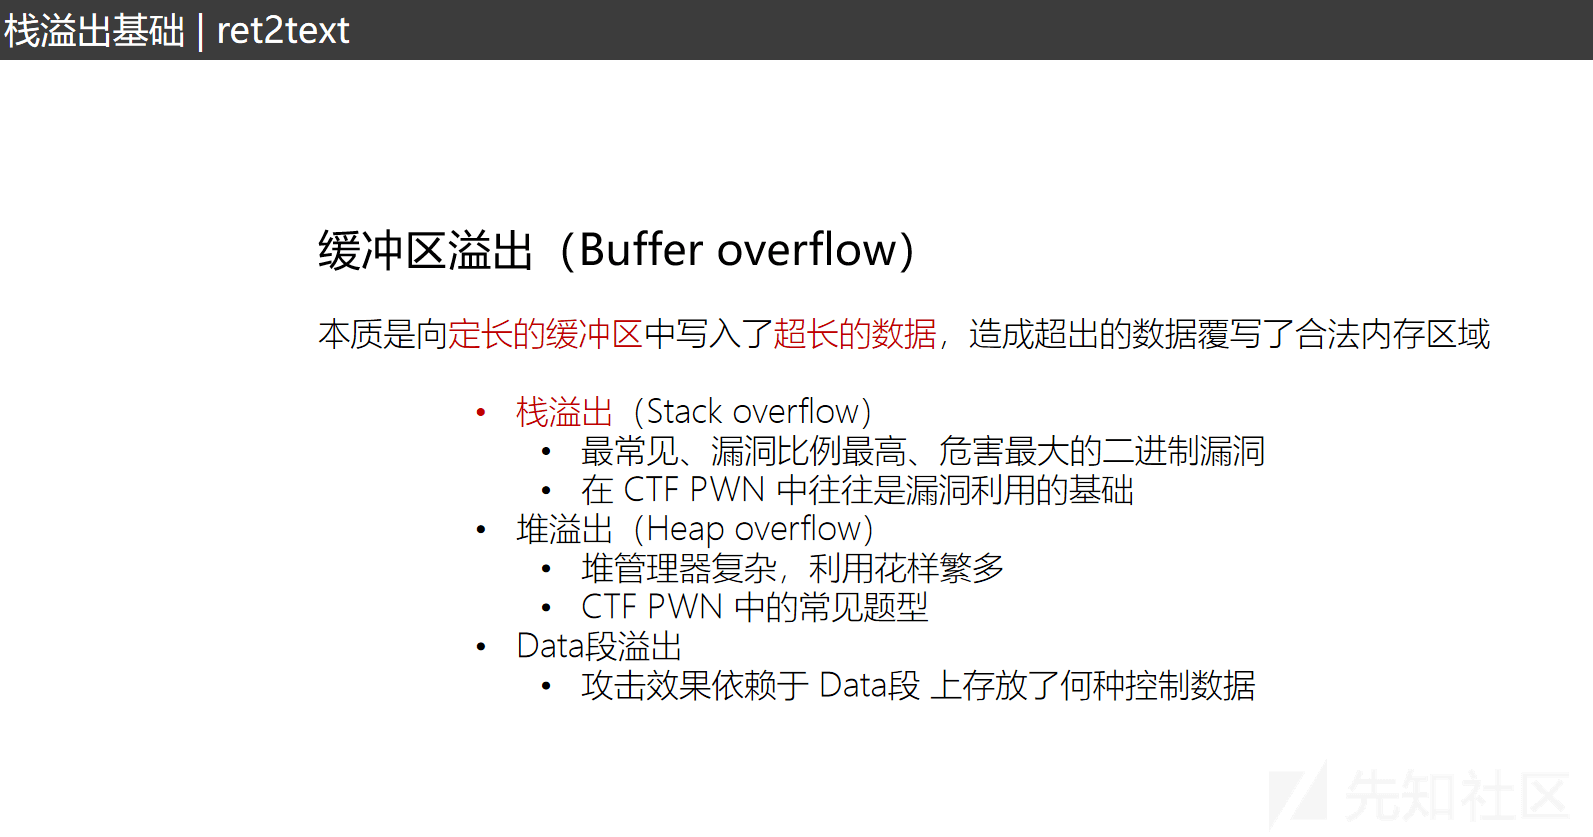 栈溢出基础 | ret2text
缓冲区溢出（Buffer overflow）
本质是向定长的缓冲区中写入了超长的数据，造成超出的数据覆写了合法内存区域
• 栈溢出（Stack overflow）
• 最常见、漏洞比例最高、危害最大的二进制漏洞
• 在 CTF PWN 中往往是漏洞利用的基础
• 堆溢出（Heap overflow）
• 堆管理器复杂，利用花样繁多
• CTF PWN 中的常见题型
• Data段溢出
• 攻击效果依赖于 Data段 上存放了何种控制数据
先知社区